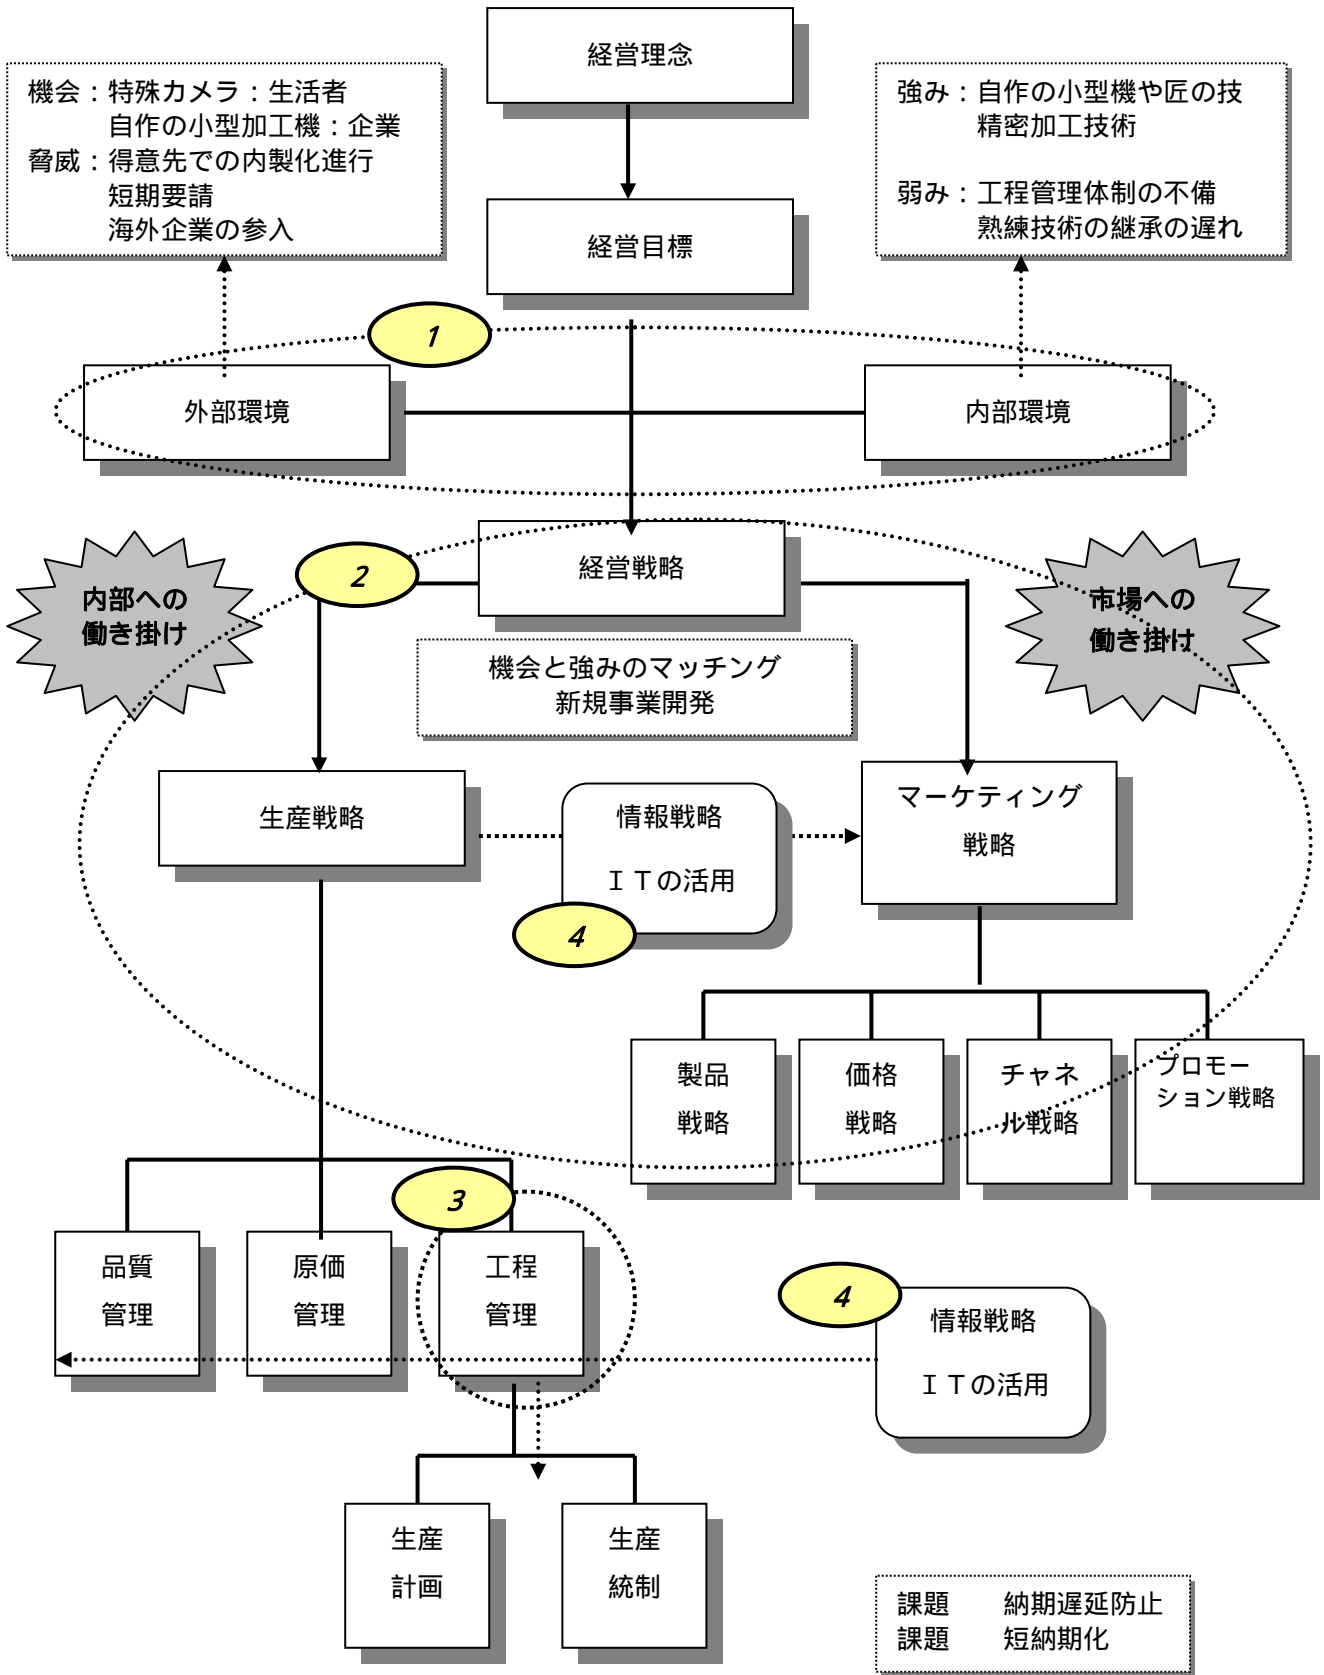 経営理念
機会：特殊カメラ：生活者
自作の小型加工機：企業
脅威：得意先での内製化進行
短期要請
海外企業の参入
強み：自作の小型機や匠の技
精密加工技術
弱み：工程管理体制の不備
熟練技術の継承の遅れ
経営目標
1
外部環境
内部環境
2
経営戦略
内部への
働き掛け
市場への
働き掛け
機会と強みのマッチング
新規事業開発
生産戦略
情報戦略
ＩＴの活用
4
マーケティング
戦略
製品
戦略
価格
戦略
チャネ
ル戦略
プロモー
ション戦略
3
品質
管理
原価
管理
工程
管理
4
情報戦略
ＩＴの活用
生産
計画
生産
統制
課題　　納期遅延防止
課題　　短納期化